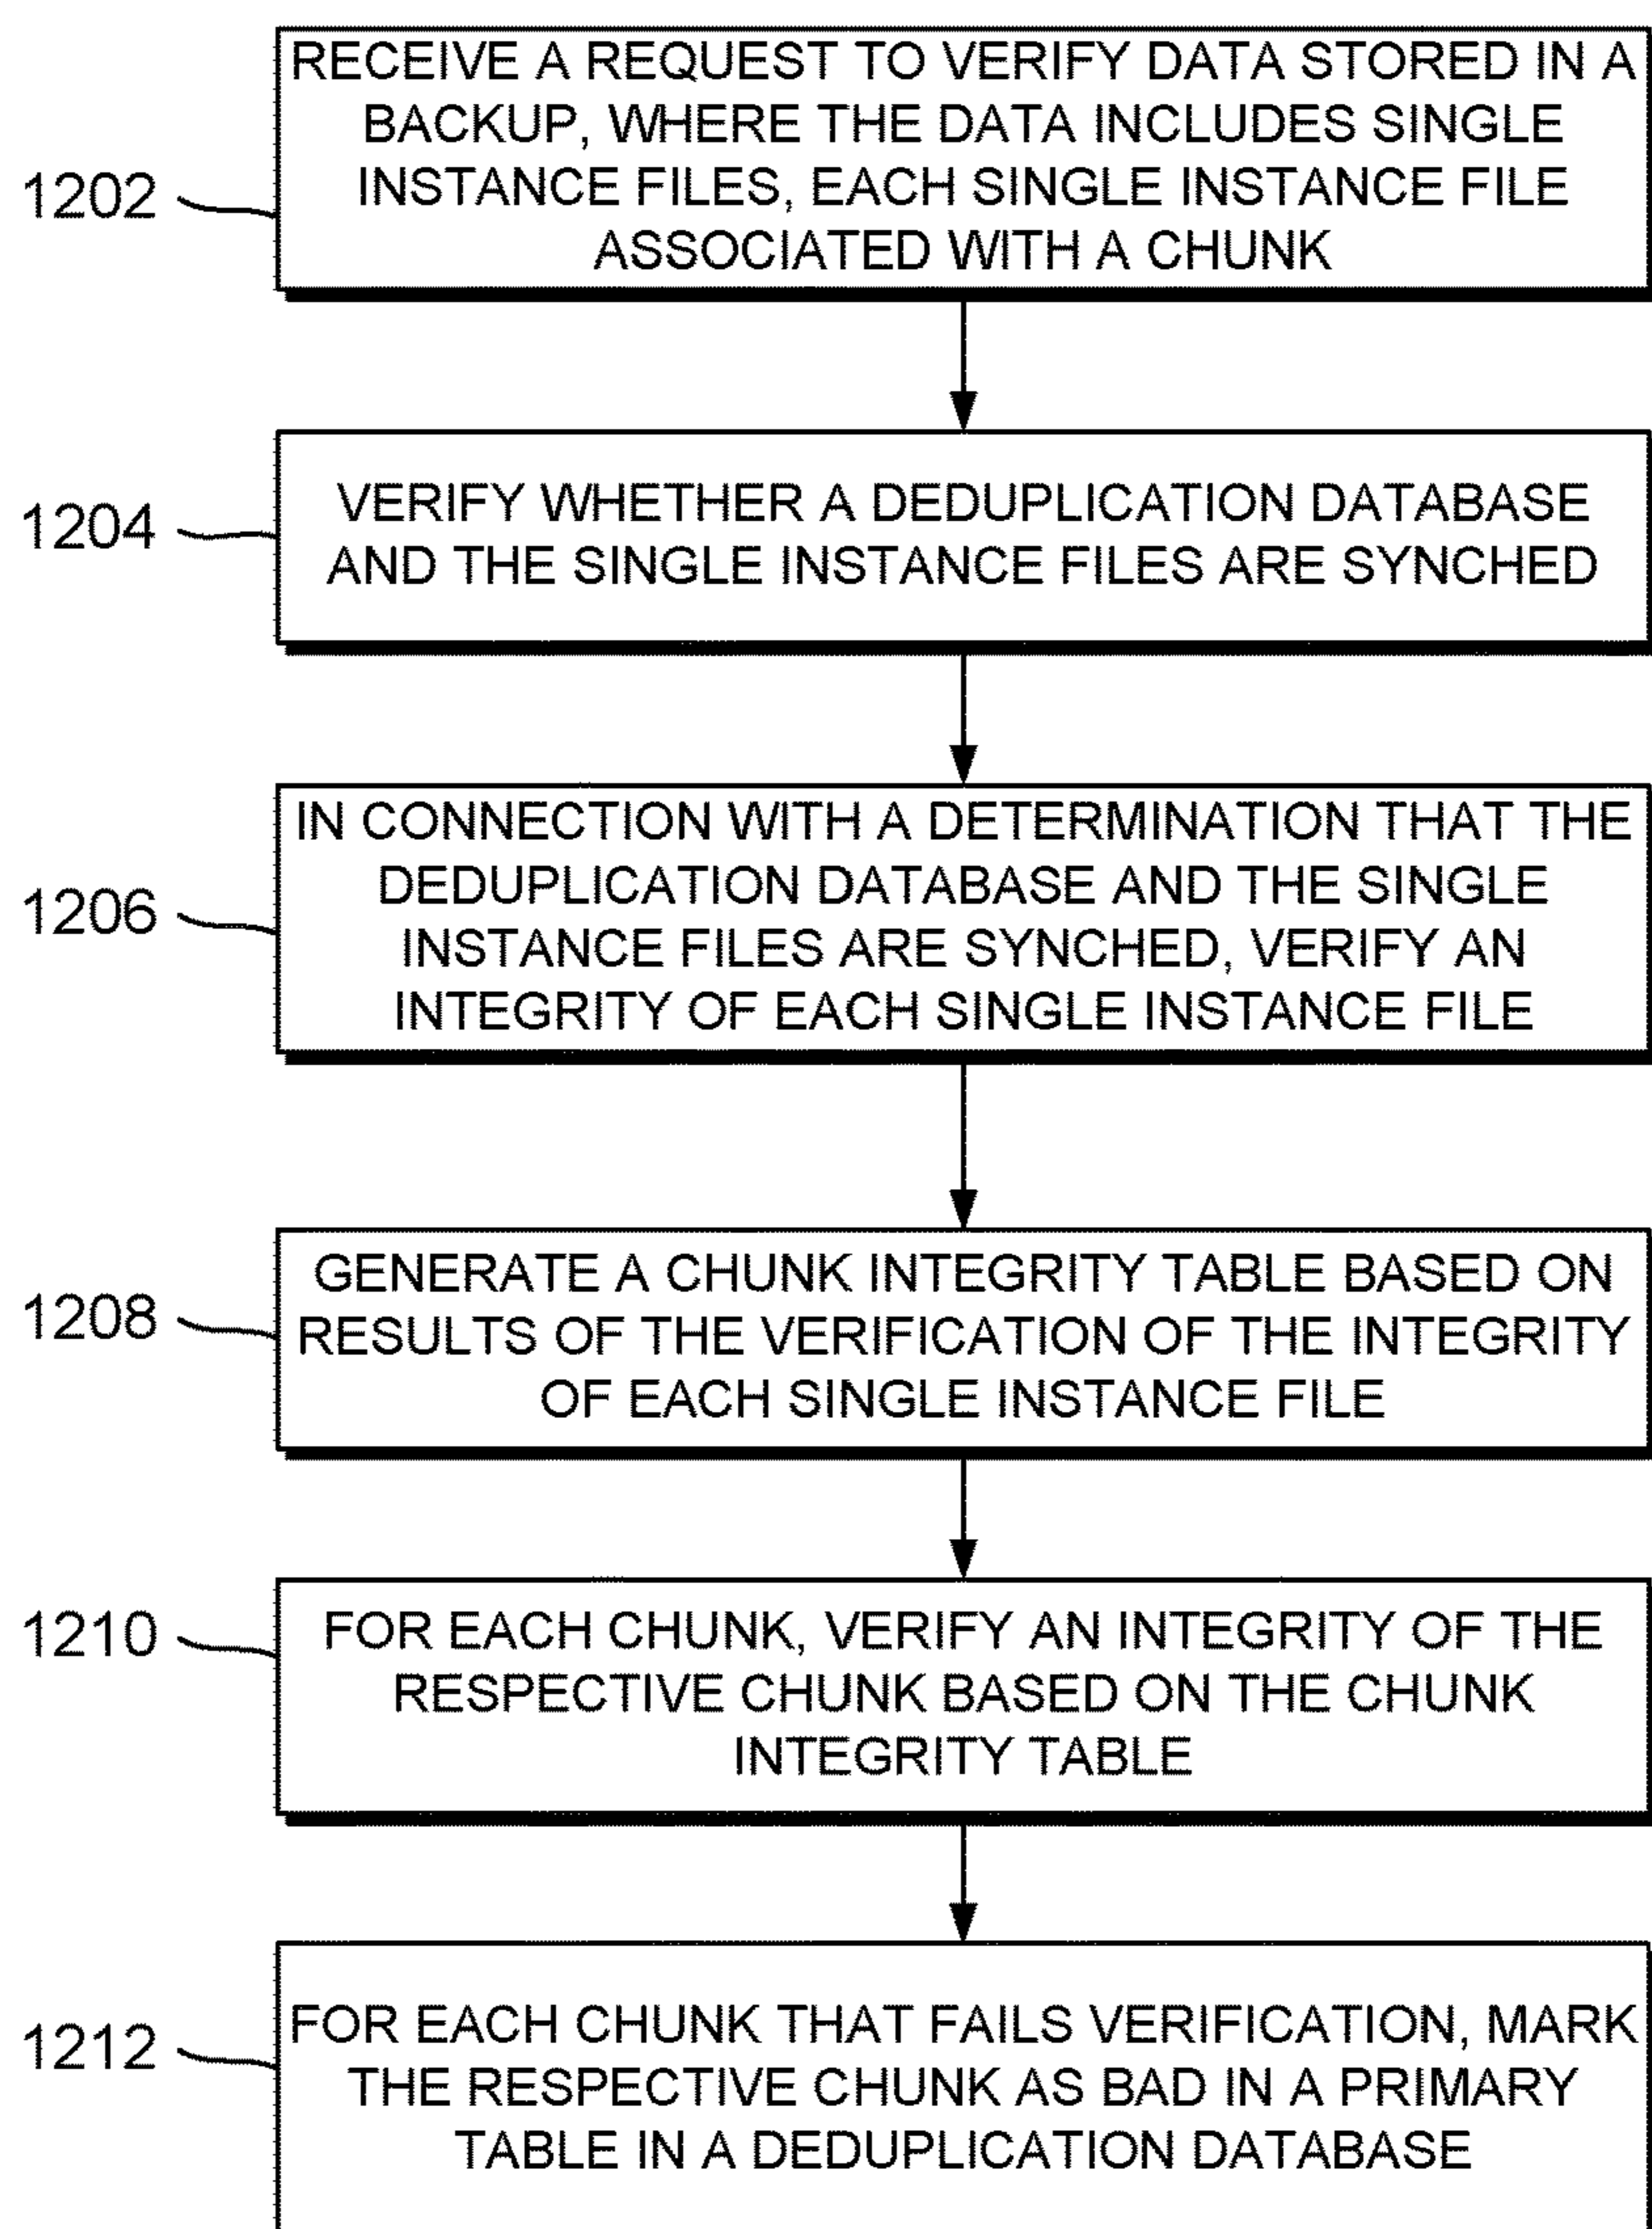 RECEIVE A REQUEST TO VERIFY DATA STORED IN A
BACKUP, WHERE THE DATA INCLUDES SINGLE
INSTANCE FILES, EACH SINGLE INSTANCE FILE
ASSOCIATED WITH A CHUNK
1202
VERIFY WHETHER A DEDUPLICATION DATABASE
AND THE SINGLE INSTANCE FILES ARE SYNCHED
1204
IN CONNECTION WITH A DETERMINATION THAT THE
DEDUPLICATION DATABASE AND THE SINGLE
INSTANCE FILES ARE SYNCHED, VERIFY AN
INTEGRITY OF EACH SINGLE INSTANCE FILE
1206
GENERATE A CHUNK INTEGRITY TABLE BASED ON
RESULTS OF THE VERIFICATION OF THE INTEGRITY
OF EACH SINGLE INSTANCE FILE
1208
FOR EACH CHUNK, VERIFY AN INTEGRITY OF THE
RESPECTIVE CHUNK BASED ON THE CHUNK
INTEGRITY TABLE
1210
FOR EACH CHUNK THAT FAILS VERIFICATION, MARK
THE RESPECTIVE CHUNK AS BAD IN A PRIMARY
TABLE IN A DEDUPLICATION DATABASE
1212